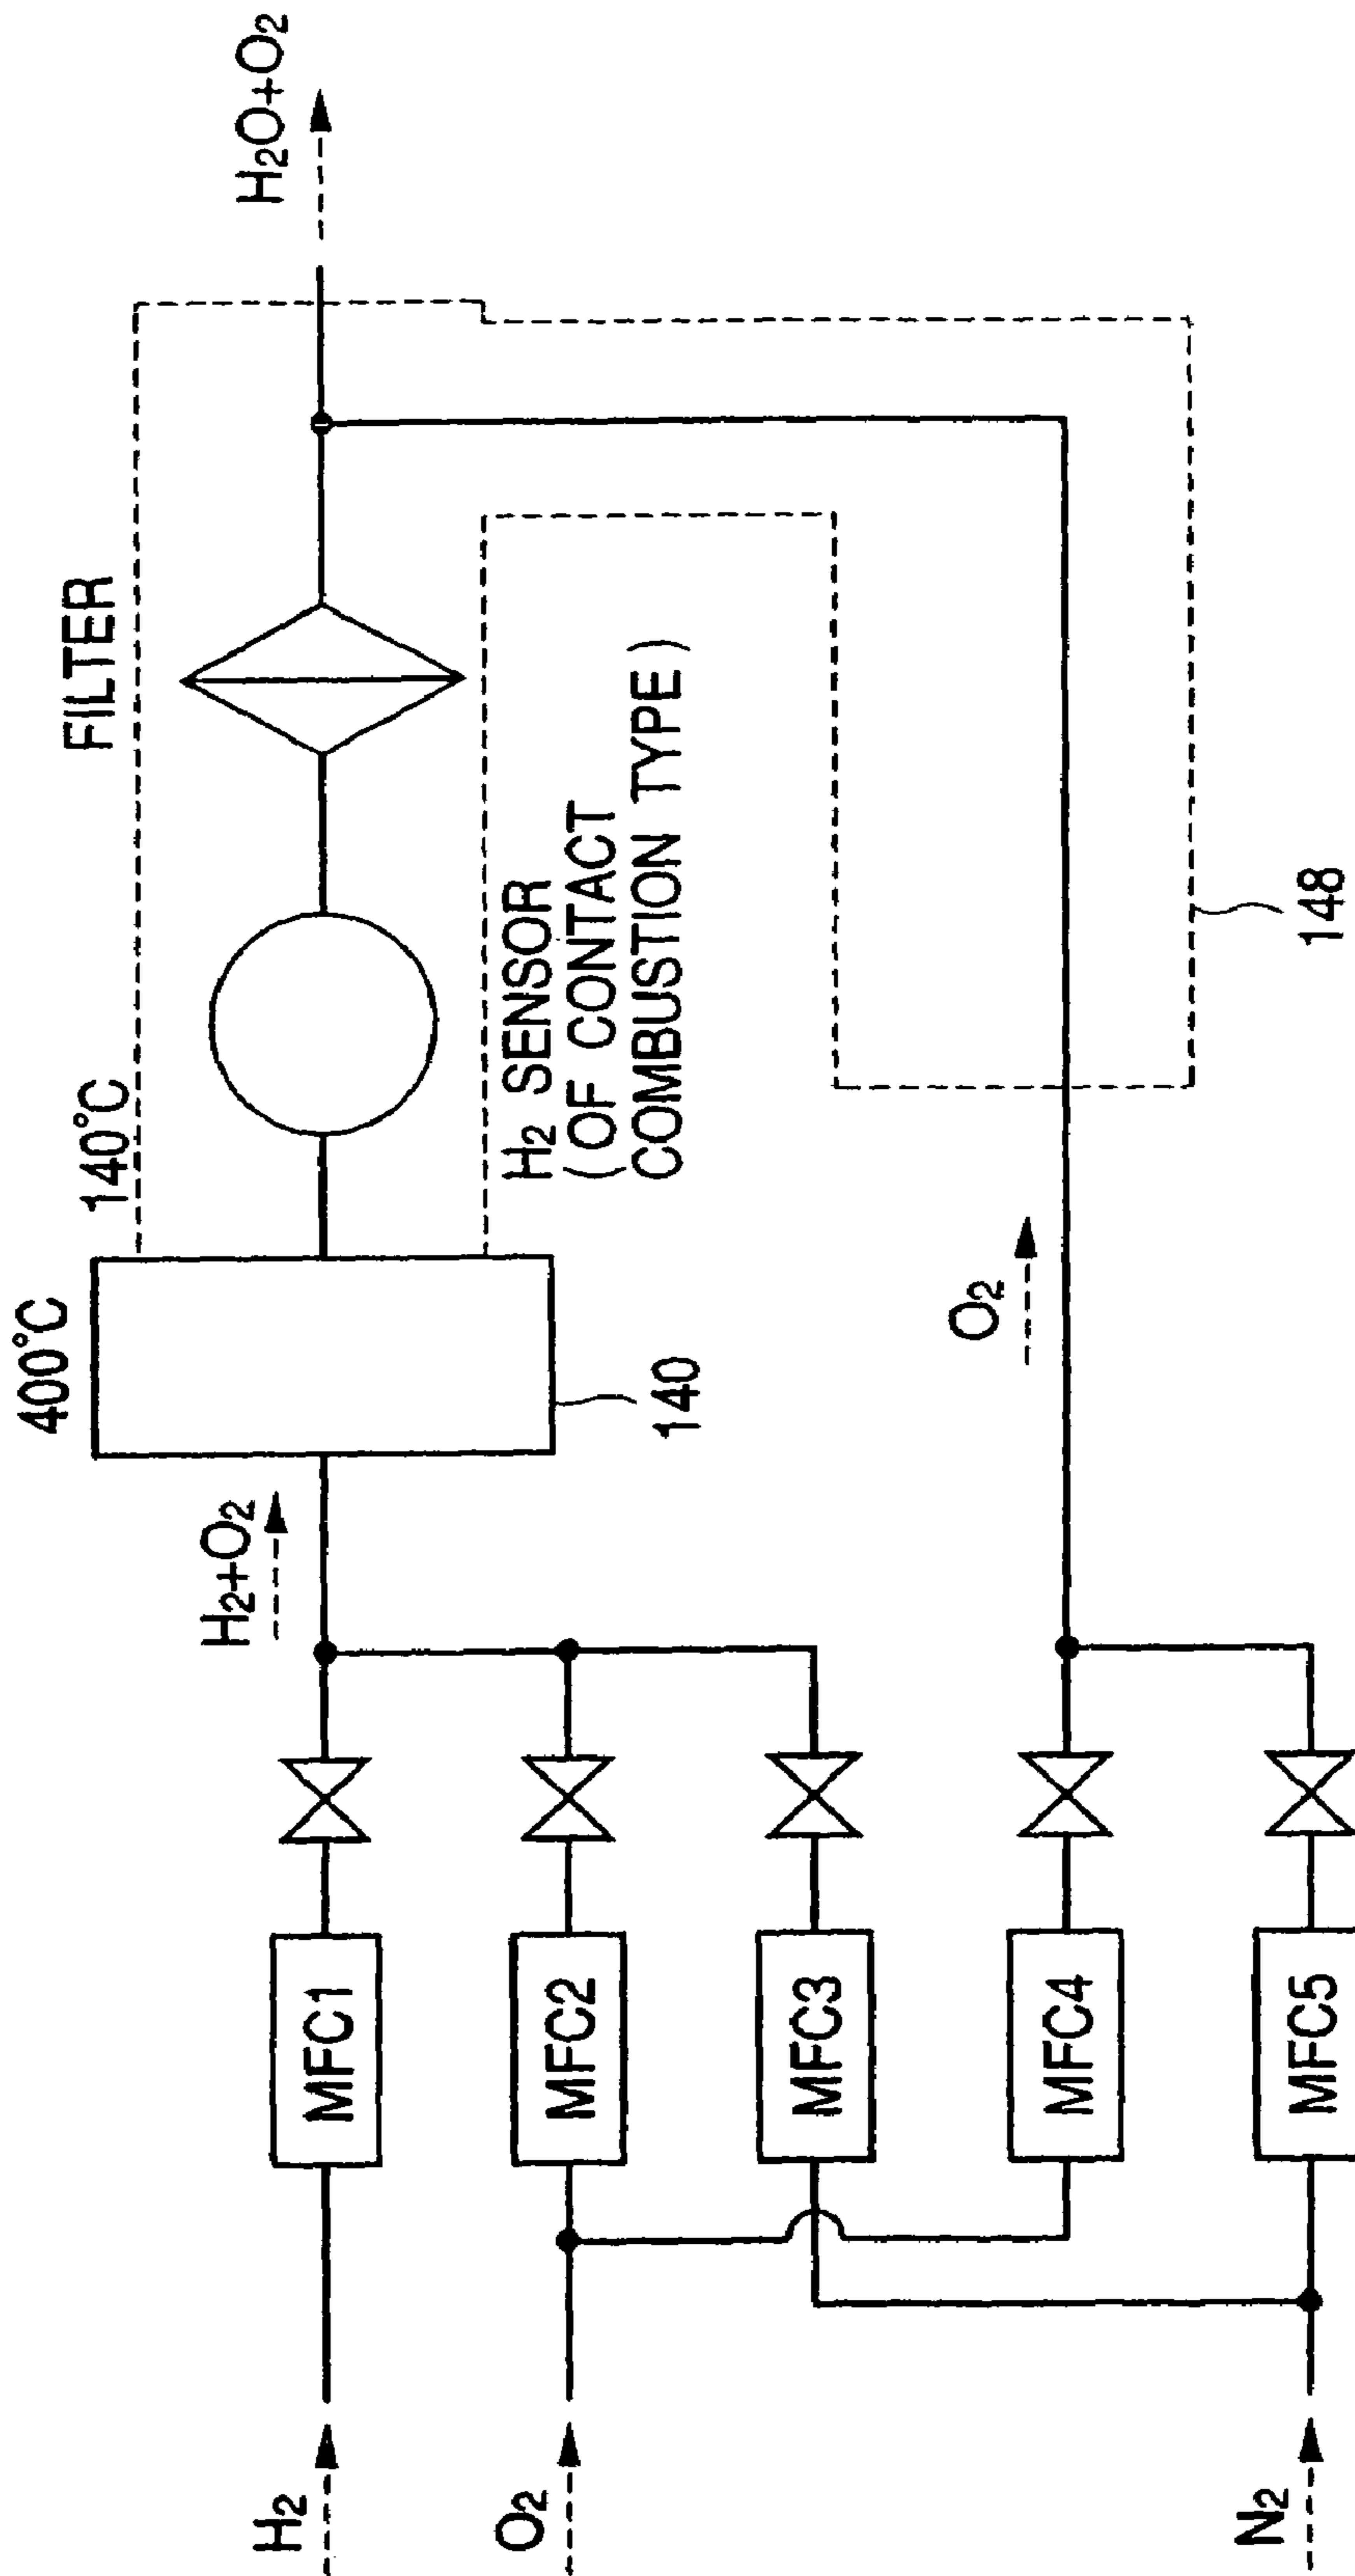 400°C
140°C
FILTER
H₂O+O₂
H₂+O₂
140
H₂ SENSOR
(OF CONTACT
COMBUSTION TYPE)
H₂
MFC1
O₂
MFC2
MFC3
O₂
MFC4
148
N₂
MFC5